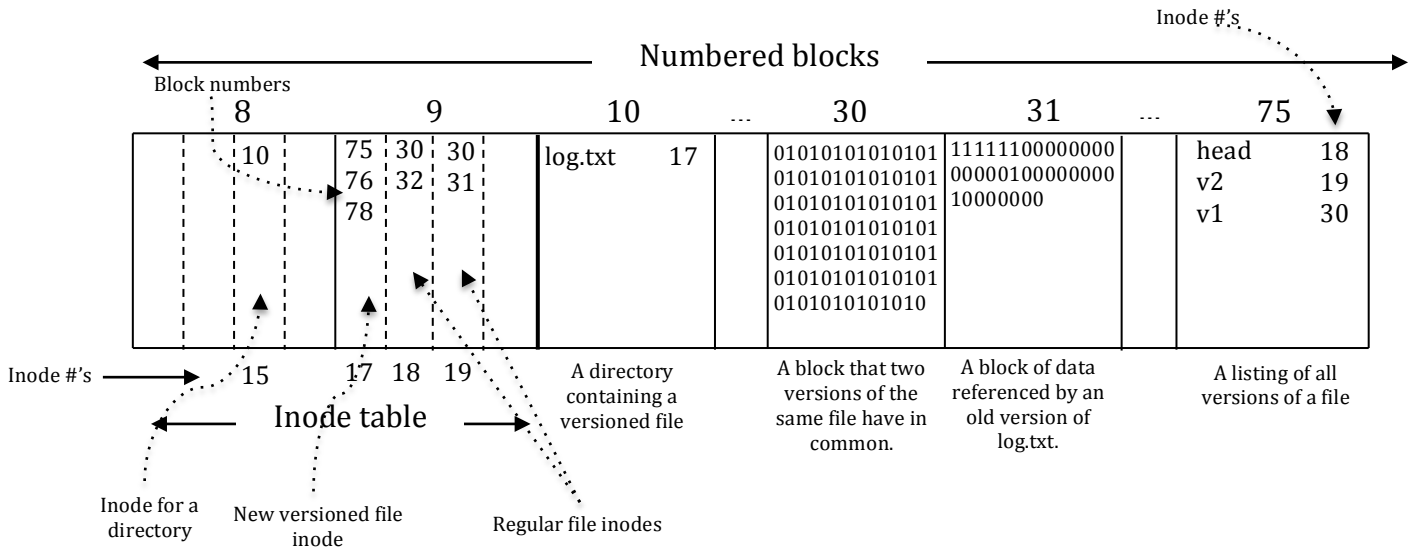 Inode #'s
Numbered blocks
Block numbers
8 9 10 ... 30 31 ... 75
10 75 30 30 log.txt 17 01010101010101 11111100000000 head 18
76 32 31 01010101010101 00000100000000 v2 19
78 01010101010101 10000000 v1 30
01010101010101
01010101010101
01010101010101
0101010101010
Inode #'s 15 17 18 19
Inode table
A directory
containing a
versioned file
A block that two
versions of the
same file have in
common.
A block of data
referenced by an
old version of
log.txt.
A listing of all
versions of a file
Inode for a
directory
New versioned file
inode
Regular file inodes